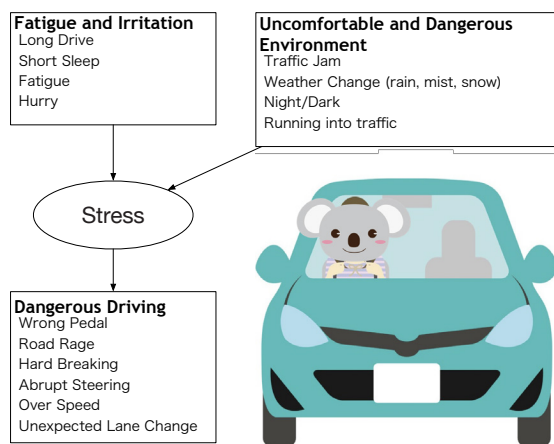 Fatigue and Irritation
Long Drive
Short Sleep
Fatigue
Hurry
Uncomfortable and Dangerous
Environment
Traffic Jam
Weather Change (rain, mist, snow)
Night/Dark
Running into traffic
Stress
Dangerous Driving
Wrong Pedal
Road Rage
Hard Breaking
Abrupt Steering
Over Speed
Unexpected Lane Change